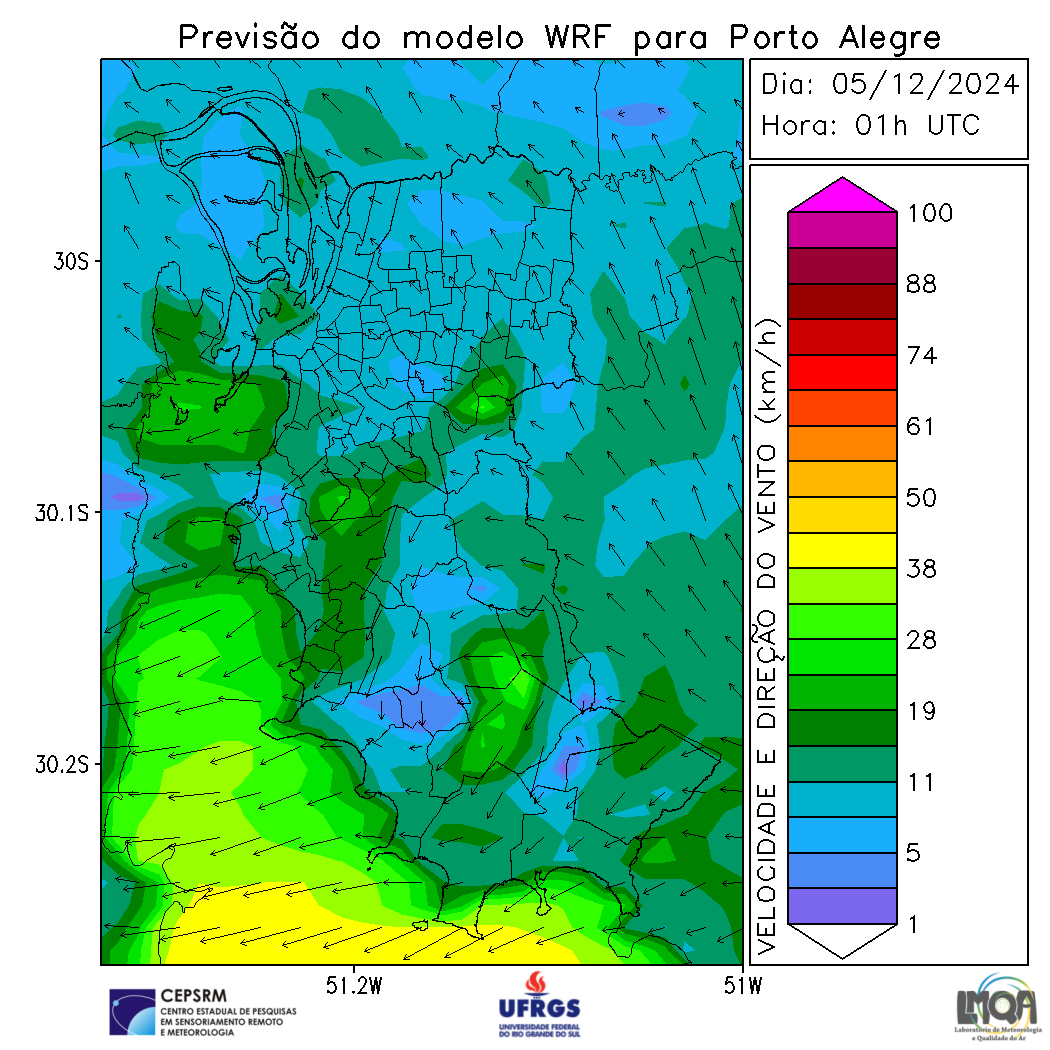 Previsão do modelo WRF para Porto Alegre
Dia: 05/12/2024
Hora: 01h UTC
100
88
74
61
50
38
28
19
11
5
1
VELOCIDADE E DIREÇÃO DO VENTO (km/h)
30S
30.1S
30.2S
51.2W
51W
CEPSRM
CENTRO ESTADUAL DE PESQUISAS
EM SENSORIAMENTO REMOTO
E METEOROLOGIA
UFRGS
UNIVERSIDADE FEDERAL
DO RIO GRANDE DO SUL
LMQA
Laboratório de Meteorologia
e Qualidade do Ar